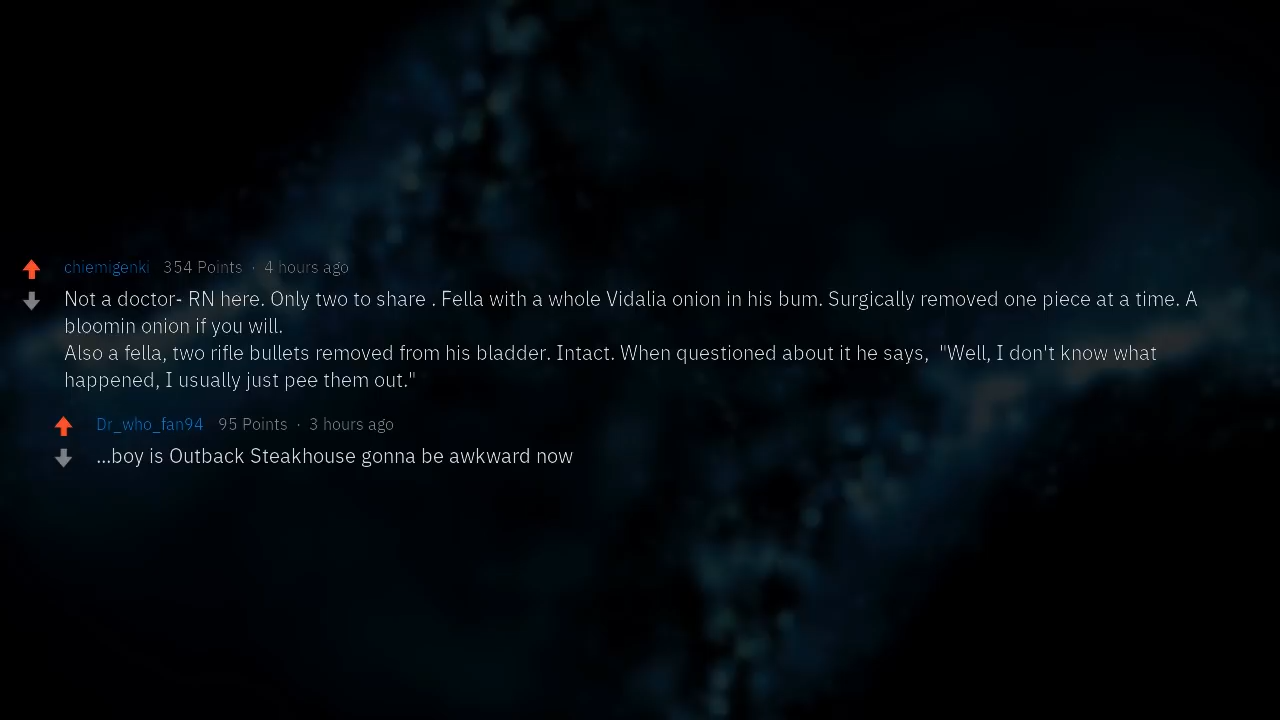 chiemigenki 354 Points · 4 hours ago
Not a doctor- RN here. Only two to share . Fella with a whole Vidalia onion in his bum. Surgically removed one piece at a time. A
bloomin onion if you will.
Also a fella, two rifle bullets removed from his bladder. Intact. When questioned about it he says,  "Well, I don't know what
happened, I usually just pee them out."
Dr_who_fan94 95 Points · 3 hours ago
...boy is Outback Steakhouse gonna be awkward now